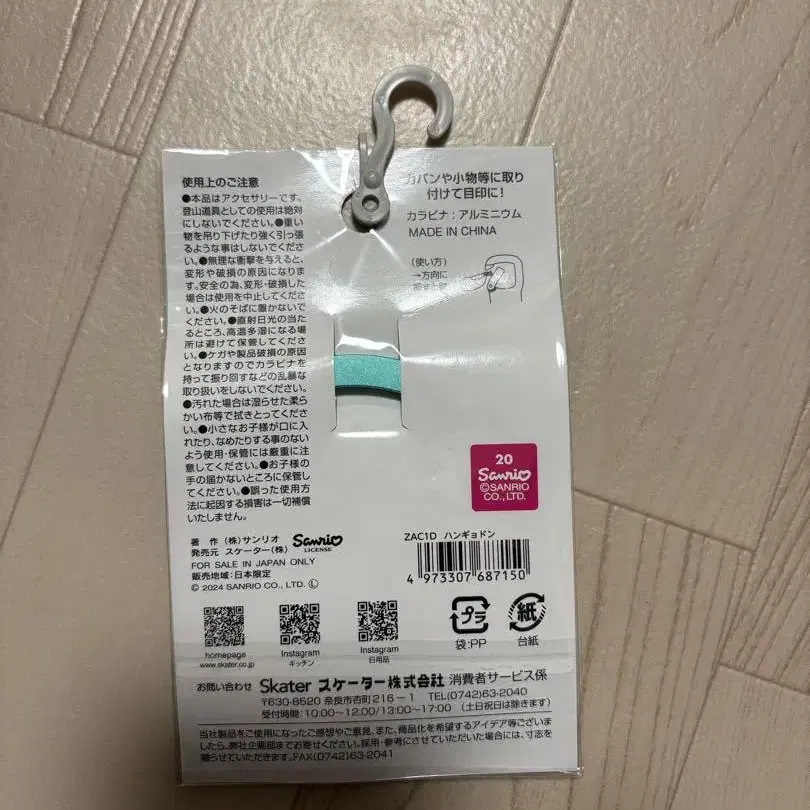 使用上のご注意
●本品はアクセサリーです。
登山道具としての使用は絶対
にしないでください。●重い
物を吊り下げたり強く引っ張
るような事はしないでくださ
い。●無理な衝撃を与えると、
変形や破損の原因になりま
す。安全の為、変形・破損した
場合は使用を中止してくださ
い。●火のそばに置かないで
ください。●直射日光の当た
るところ、高温多湿になる場
所は避けて保管してくださ
い。●ケガや製品破損の原因
となりますのでカラビナを
持って振り回すなどの乱暴な
取り扱いをしないでください。
●汚れた場合は湿らせた柔ら
かい布等で拭きとってくださ
い。●小さなお子様が口に入
れたり、なめたりする事のない
よう使用・保管には厳重に注
意してください。●お子様の
手の届かないところに保管し
てください。●誤った使用方
法に起因する損害は一切補償
いたしません。
カバンや小物等に取り
付けて目印に!
カラビナ:アルミニウム
MADE IN CHINA
(使い方)
→方向に
20
Sanrio
©SANRIO
CO.,LTD.
著 作 (株)サンリオ
発売元 スケーター(株)
Sanrio
LICENSE
FOR SALE IN JAPAN ONLY
販売地域:日本限定
© 2024 SANRIO CO., LTD. Ⓛ
ZAC1D ハンギョドン
4 973307 687150
homepage
www.skater.co.jp
Instagram
キッチン
Instagram
日用品
プラ
袋:PP
紙
台紙
お問い合わせ Skater スケーター株式会社 消費者サービス係
〒630-8520 奈良市杏町216-1 TEL(0742)63-2040
受付時間:10:00~12:00/13:00~17:00 (土日祝日は除きます)
当社製品をご使用になったご感想やご意見、また、商品化を希望するアイデア等ございま
したら、弊社企画部までお寄せください。採用・参考にさせていただいた場合には、寸志を
贈らせていただきます。FAX(0742)63-2041